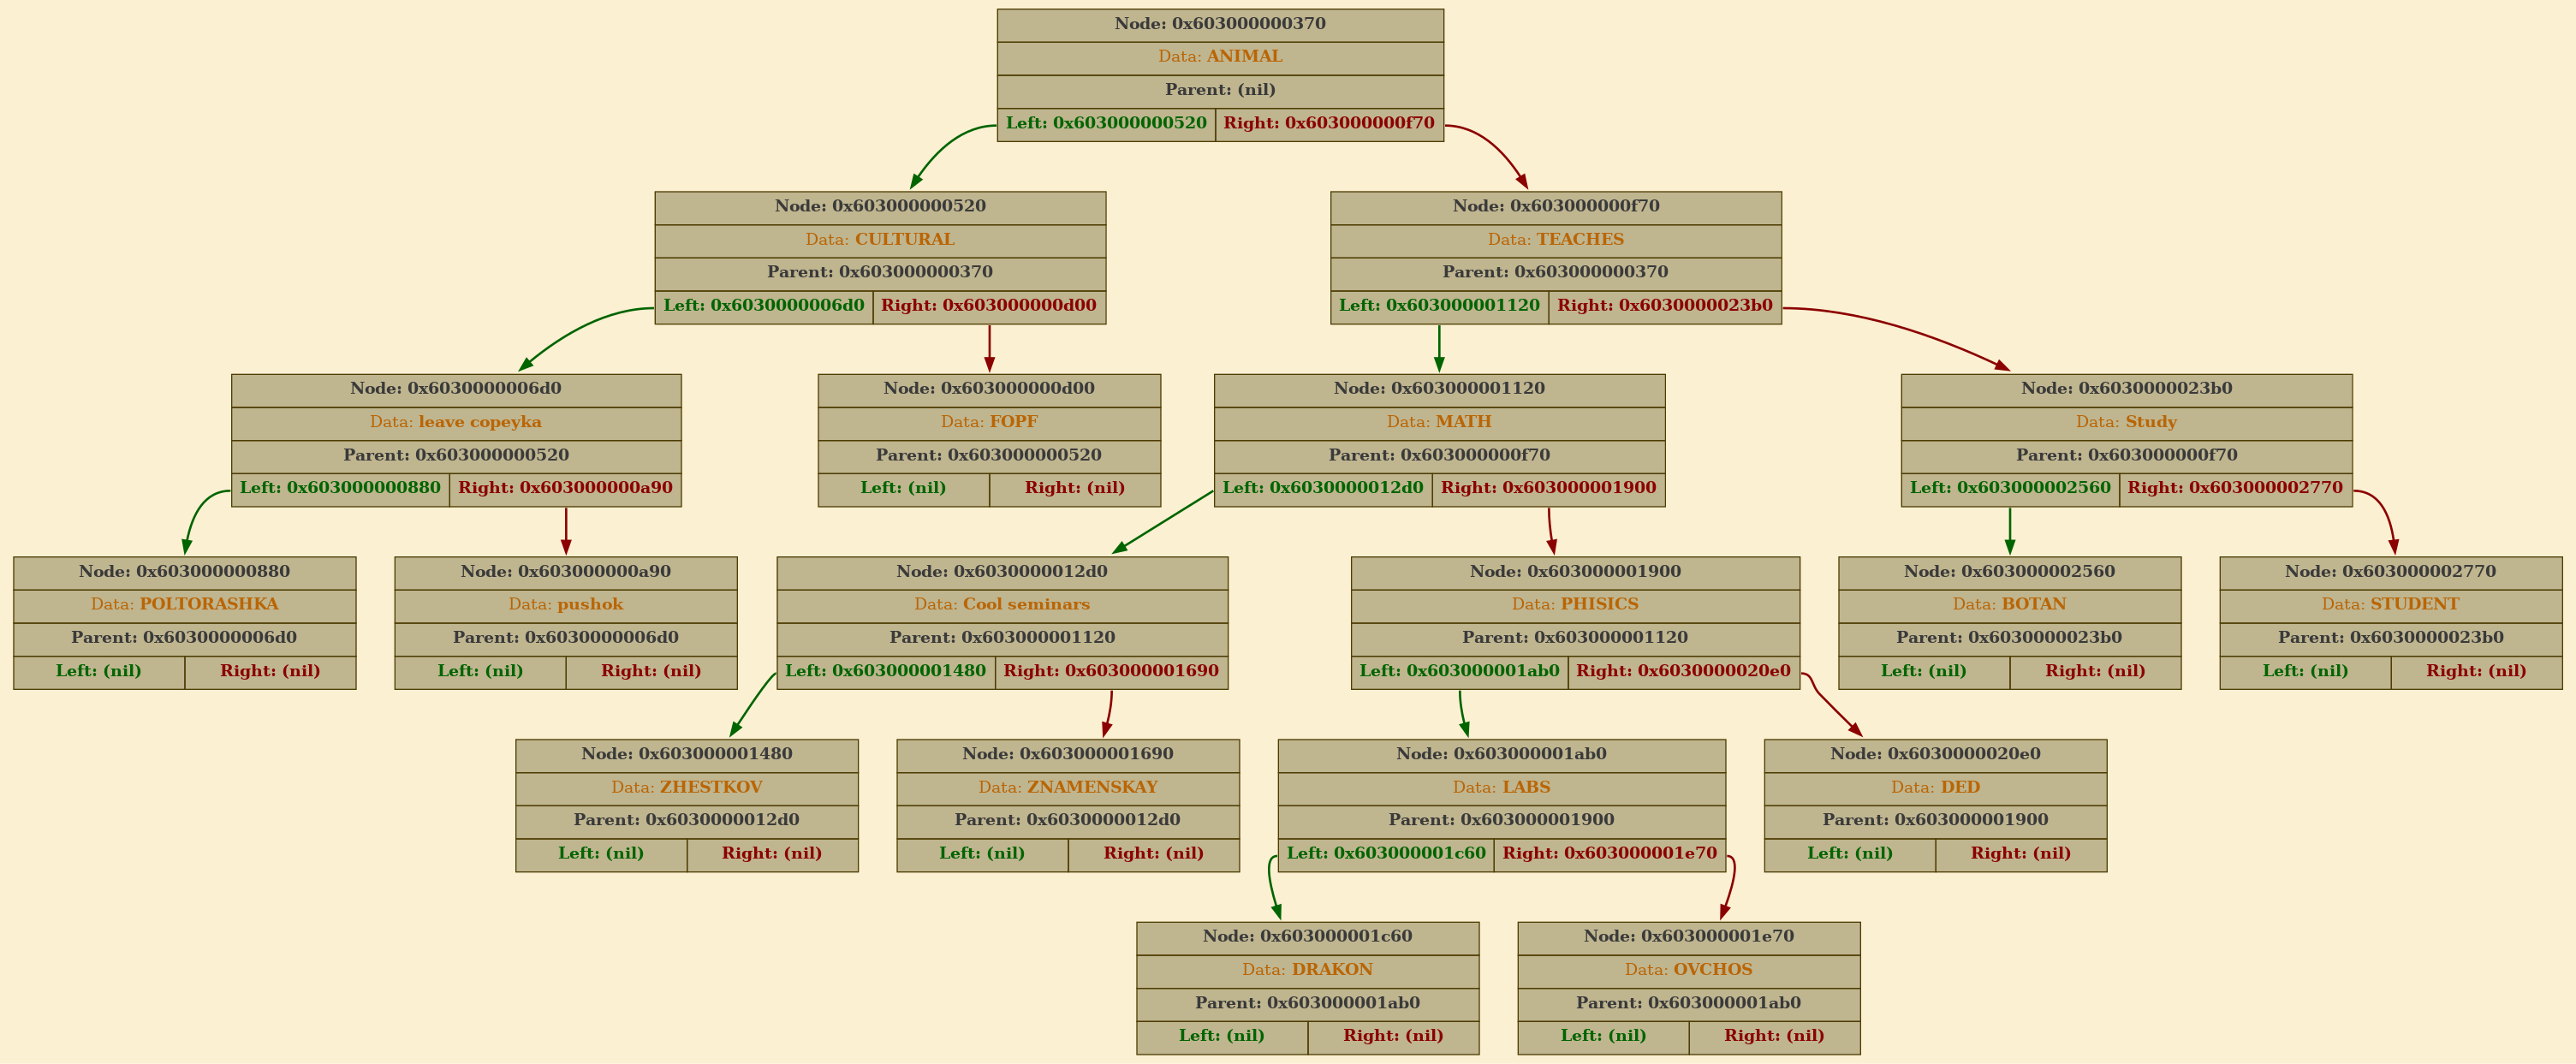 Node: 0x603000000370
Data: ANIMAL
Parent: (nil)
Left: 0x603000000520 Right: 0x603000000f70
Node: 0x603000000520
Data: CULTURAL
Parent: 0x603000000370
Left: 0x6030000006d0 Right: 0x603000000d00
Node: 0x603000000f70
Data: TEACHES
Parent: 0x603000000370
Left: 0x603000001120 Right: 0x6030000023b0
Node: 0x6030000006d0
Data: leave copeyka
Parent: 0x603000000520
Left: 0x603000000880 Right: 0x603000000a90
Node: 0x603000000d00
Data: FOPF
Parent: 0x603000000520
Left: (nil) Right: (nil)
Node: 0x603000001120
Data: MATH
Parent: 0x603000000f70
Left: 0x6030000012d0 Right: 0x603000001900
Node: 0x6030000023b0
Data: Study
Parent: 0x603000000f70
Left: 0x603000002560 Right: 0x603000002770
Node: 0x603000000880
Data: POLTORASHKA
Parent: 0x6030000006d0
Left: (nil) Right: (nil)
Node: 0x603000000a90
Data: pushok
Parent: 0x6030000006d0
Left: (nil) Right: (nil)
Node: 0x6030000012d0
Data: Cool seminars
Parent: 0x603000001120
Left: 0x603000001480 Right: 0x603000001690
Node: 0x603000001900
Data: PHISICS
Parent: 0x603000001120
Left: 0x603000001ab0 Right: 0x6030000020e0
Node: 0x603000002560
Data: BOTAN
Parent: 0x6030000023b0
Left: (nil) Right: (nil)
Node: 0x603000002770
Data: STUDENT
Parent: 0x6030000023b0
Left: (nil) Right: (nil)
Node: 0x603000001480
Data: ZHESTKOV
Parent: 0x6030000012d0
Left: (nil) Right: (nil)
Node: 0x603000001690
Data: ZNAMENSKAY
Parent: 0x6030000012d0
Left: (nil) Right: (nil)
Node: 0x603000001ab0
Data: LABS
Parent: 0x603000001900
Left: 0x603000001c60 Right: 0x603000001e70
Node: 0x6030000020e0
Data: DED
Parent: 0x603000001900
Left: (nil) Right: (nil)
Node: 0x603000001c60
Data: DRAKON
Parent: 0x603000001ab0
Left: (nil) Right: (nil)
Node: 0x603000001e70
Data: OVCHOS
Parent: 0x603000001ab0
Left: (nil) Right: (nil)